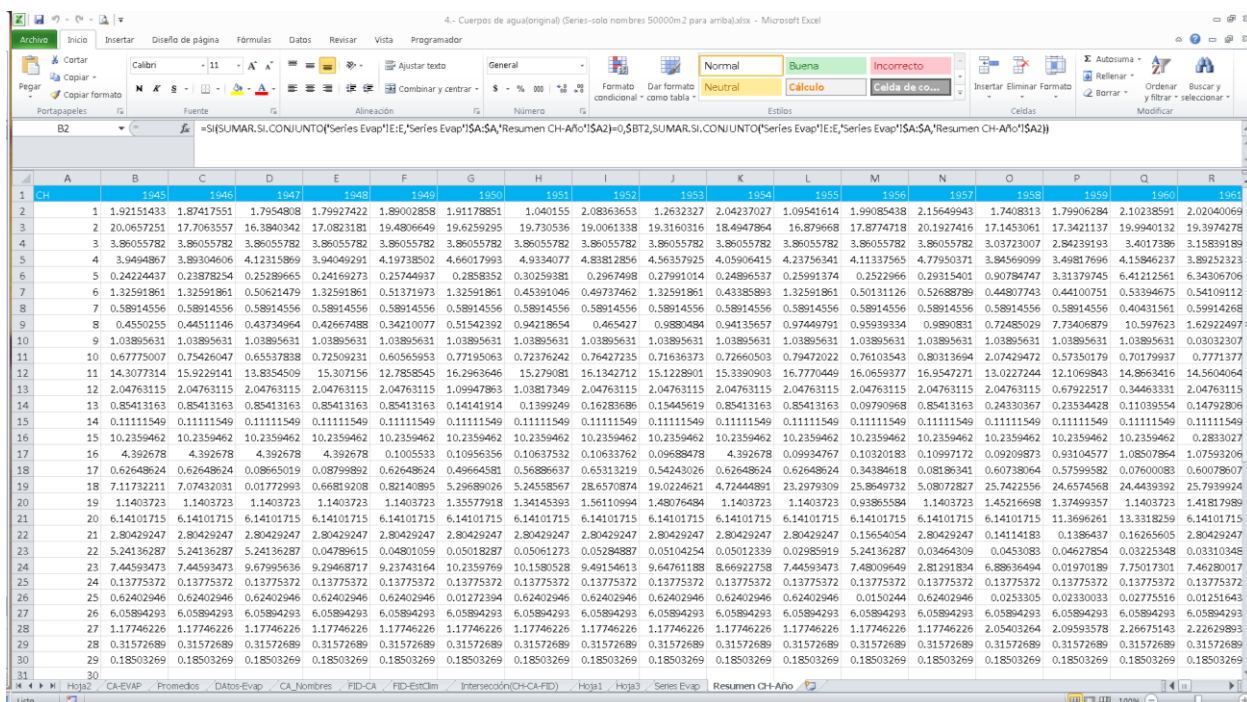 4.- Cuerpos de agua(original) (Series-solo nombres 50000m2 para arriba).xlsx - Microsoft Excel
Archivo Inicio Insertar Diseño de página Fórmulas Datos Revisar Vista Programador
Cortar
Copiar
Copiar formato
Pegar
Calibri 11
N K S
Ajustar texto
Combinar y centrar
General
$ % 000
Formato condicional
Dar formato como tabla
Normal Buena Incorrecto
Neutral Cálculo Celda de co...
Insertar Eliminar Formato
Autosuma
Rellenar
Borrar
Ordenar y filtrar
Buscar y seleccionar
Portapapeles Fuente Alineación Número Estilos Celdas Modificar
B2 fx =SI(SUMAR.SI.CONJUNTO('Series Evap'!E:E,'Series Evap'!$A:$A,'Resumen CH-Año'!$A2)=0,$BT2,SUMAR.SI.CONJUNTO('Series Evap'!E:E,'Series Evap'!$A:$A,'Resumen CH-Año'!$A2))
A B C D E F G H I J K L M N O P Q R
1 CH 1945 1946 1947 1948 1949 1950 1951 1952 1953 1954 1955 1956 1957 1958 1959 1960 1961
2 1 1.92151433 1.87417551 1.7954808 1.79927422 1.89002858 1.91178851 1.040155 2.08363653 1.2632327 2.04237027 1.09541614 1.99085438 2.15649943 1.7408313 1.79906284 2.10238591 2.02040069
3 2 20.0657251 17.7063557 16.3840342 17.0823181 19.4806649 19.6259295 19.730536 19.0061338 19.3160316 18.4947864 16.879668 17.8774718 20.1927416 17.1453061 17.3421137 19.9940132 19.3974278
4 3 3.86055782 3.86055782 3.86055782 3.86055782 3.86055782 3.86055782 3.86055782 3.86055782 3.86055782 3.86055782 3.86055782 3.86055782 3.86055782 3.03723007 2.84239193 3.4017386 3.15839189
5 4 3.9494867 3.89304606 4.12315869 3.94049291 4.19738502 4.66017993 4.9334077 4.83812856 4.56357925 4.05906415 4.23756341 4.11337565 4.77950371 3.84569099 3.49817696 4.15846237 3.89252323
6 5 0.24224437 0.23878254 0.25289665 0.24169273 0.25744937 0.2858352 0.30259381 0.2967498 0.27991014 0.24896537 0.25991374 0.2522966 0.29315401 0.90784747 3.31379745 6.41212561 6.34306706
7 6 1.32591861 1.32591861 0.50621479 1.32591861 0.51371973 1.32591861 0.45391046 0.49737462 1.32591861 0.43385893 1.32591861 0.50131126 0.52688789 0.44807743 0.44100751 0.53394675 0.54109112
8 7 0.58914556 0.58914556 0.58914556 0.58914556 0.58914556 0.58914556 0.58914556 0.58914556 0.58914556 0.58914556 0.58914556 0.58914556 0.58914556 0.58914556 0.58914556 0.40431561 0.59914268
9 8 0.4550255 0.44511146 0.43734964 0.42667488 0.34210077 0.51542392 0.94218654 0.465427 0.9880484 0.94135657 0.97449791 0.95939334 0.9890831 0.72485029 7.73406879 10.597623 1.62922497
10 9 1.03895631 1.03895631 1.03895631 1.03895631 1.03895631 1.03895631 1.03895631 1.03895631 1.03895631 1.03895631 1.03895631 1.03895631 1.03895631 1.03895631 1.03895631 1.03895631 0.03032307
11 10 0.67775007 0.75426047 0.65537838 0.72509231 0.60565953 0.77195063 0.72376242 0.76427235 0.71636373 0.72660503 0.79472022 0.76103543 0.80313694 2.07429472 0.57350179 0.70179937 0.7771377
12 11 14.3077314 15.9229141 13.8354509 15.307156 12.7858545 16.2963646 15.279081 16.1342712 15.1228901 15.3390903 16.7770449 16.0659377 16.9547271 13.0227244 12.1069843 14.8663416 14.5604064
13 12 2.04763115 2.04763115 2.04763115 2.04763115 2.04763115 1.09947863 1.03817349 2.04763115 2.04763115 2.04763115 2.04763115 2.04763115 2.04763115 2.04763115 0.67922517 0.34463331 2.04763115
14 13 0.85413163 0.85413163 0.85413163 0.85413163 0.85413163 0.14141914 0.1399249 0.16283686 0.15445619 0.85413163 0.85413163 0.09790968 0.85413163 0.24330367 0.23534428 0.11039554 0.14792806
15 14 0.11111549 0.11111549 0.11111549 0.11111549 0.11111549 0.11111549 0.11111549 0.11111549 0.11111549 0.11111549 0.11111549 0.11111549 0.11111549 0.11111549 0.11111549 0.11111549 0.11111549
16 15 10.2359462 10.2359462 10.2359462 10.2359462 10.2359462 10.2359462 10.2359462 10.2359462 10.2359462 10.2359462 10.2359462 10.2359462 10.2359462 10.2359462 10.2359462 10.2359462 0.2833027
17 16 4.392678 4.392678 4.392678 4.392678 0.1005533 0.10956356 0.10637532 0.10633762 0.09688478 4.392678 0.09934767 0.10320183 0.10997172 0.09209873 0.93104577 1.08507864 1.07593206
18 17 0.62648624 0.62648624 0.08665019 0.08799892 0.62648624 0.49664581 0.56886637 0.65313219 0.54243026 0.62648624 0.62648624 0.34384618 0.08186341 0.60738064 0.57599582 0.07600083 0.60078607
19 18 7.11732211 7.07432031 0.01772993 0.66819208 0.82140895 5.29689026 5.24558567 28.6570874 19.0224621 4.72444891 23.2979309 25.8649732 5.08072827 25.7422556 24.6574568 24.4439392 25.7939924
20 19 1.1403723 1.1403723 1.1403723 1.1403723 1.1403723 1.35577918 1.34145393 1.56110994 1.48076484 1.1403723 1.1403723 0.93865584 1.1403723 1.45216698 1.37499357 1.1403723 1.41817989
21 20 6.14101715 6.14101715 6.14101715 6.14101715 6.14101715 6.14101715 6.14101715 6.14101715 6.14101715 6.14101715 6.14101715 6.14101715 6.14101715 6.14101715 11.3696261 13.3318259 6.14101715
22 21 2.80429247 2.80429247 2.80429247 2.80429247 2.80429247 2.80429247 2.80429247 2.80429247 2.80429247 2.80429247 2.80429247 0.15654054 2.80429247 0.14114183 0.1386437 0.16265605 2.80429247
23 22 5.24136287 5.24136287 5.24136287 0.04789615 0.04801059 0.05018287 0.05061273 0.05284887 0.05104254 0.05012339 0.02985919 5.24136287 0.03464309 0.0453083 0.04627854 0.03225348 0.03310348
24 23 7.44593473 7.44593473 9.67995636 9.29468717 9.23743164 10.2359769 10.1580528 9.49154613 9.64761188 8.66922758 7.44593473 7.48009649 2.81291834 6.88636494 0.01970189 7.75017301 7.46280017
25 24 0.13775372 0.13775372 0.13775372 0.13775372 0.13775372 0.13775372 0.13775372 0.13775372 0.13775372 0.13775372 0.13775372 0.13775372 0.13775372 0.13775372 0.13775372 0.13775372 0.13775372
26 25 0.62402946 0.62402946 0.62402946 0.62402946 0.62402946 0.01272394 0.62402946 0.62402946 0.62402946 0.62402946 0.62402946 0.0150244 0.62402946 0.0253305 0.02330033 0.02775516 0.01251643
27 26 6.05894293 6.05894293 6.05894293 6.05894293 6.05894293 6.05894293 6.05894293 6.05894293 6.05894293 6.05894293 6.05894293 6.05894293 6.05894293 6.05894293 6.05894293 6.05894293 6.05894293
28 27 1.17746226 1.17746226 1.17746226 1.17746226 1.17746226 1.17746226 1.17746226 1.17746226 1.17746226 1.17746226 1.17746226 1.17746226 1.17746226 2.05403264 2.09593578 2.26675143 2.22629893
29 28 0.31572689 0.31572689 0.31572689 0.31572689 0.31572689 0.31572689 0.31572689 0.31572689 0.31572689 0.31572689 0.31572689 0.31572689 0.31572689 0.31572689 0.31572689 0.31572689 0.31572689
30 29 0.18503269 0.18503269 0.18503269 0.18503269 0.18503269 0.18503269 0.18503269 0.18503269 0.18503269 0.18503269 0.18503269 0.18503269 0.18503269 0.18503269 0.18503269 0.18503269 0.18503269
31 30
Hoja2 CA-EVAP Promedios DAtos-Evap CA_Nombres FID-CA FID-EstClim Intersección(CH-CA-FID) Hoja1 Hoja3 Series Evap Resumen CH-Año
Listo 100%